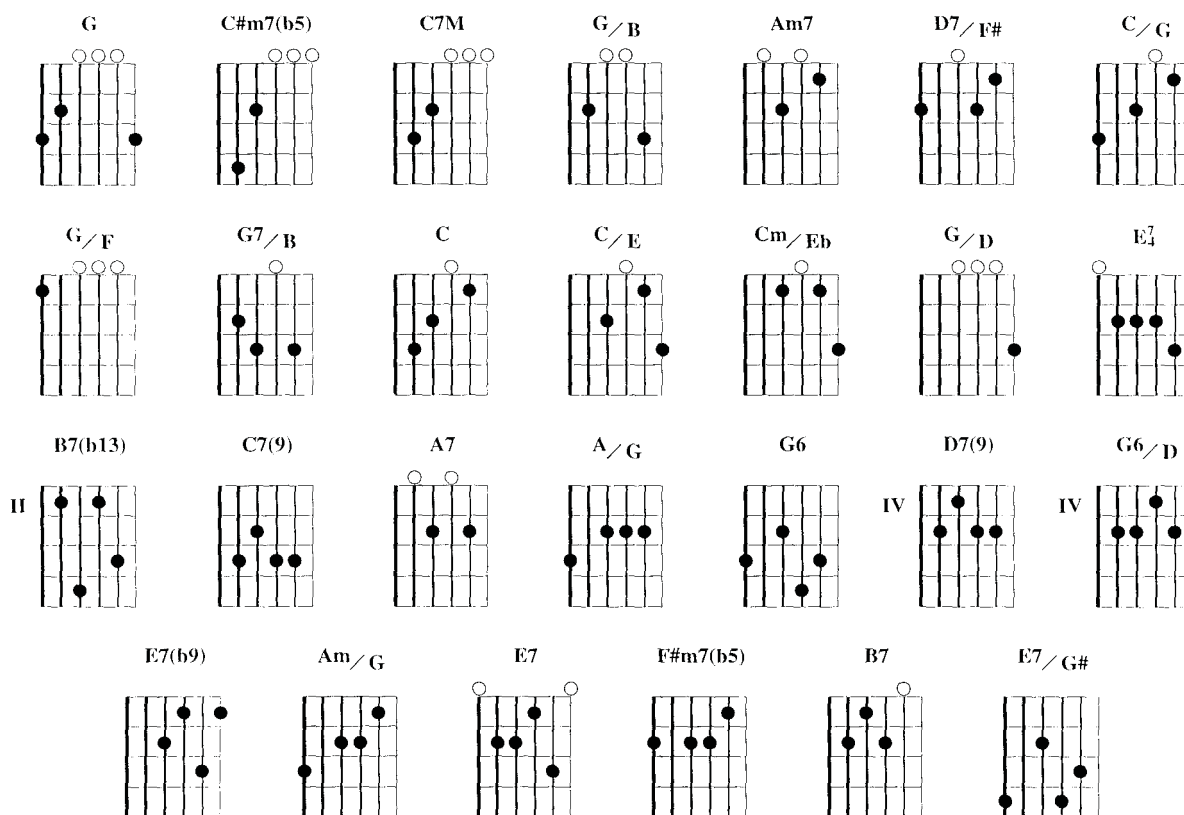 G C#m7(b5) C7M G/B Am7 D7/F# C/G
G/F G7/B C C/E Cm/Eb G/D E7/4
B7(b13) C7(9) A7 A/G G6 D7(9) G6/D
II IV IV
E7(b9) Am/G E7 F#m7(b5) B7 E7/G#